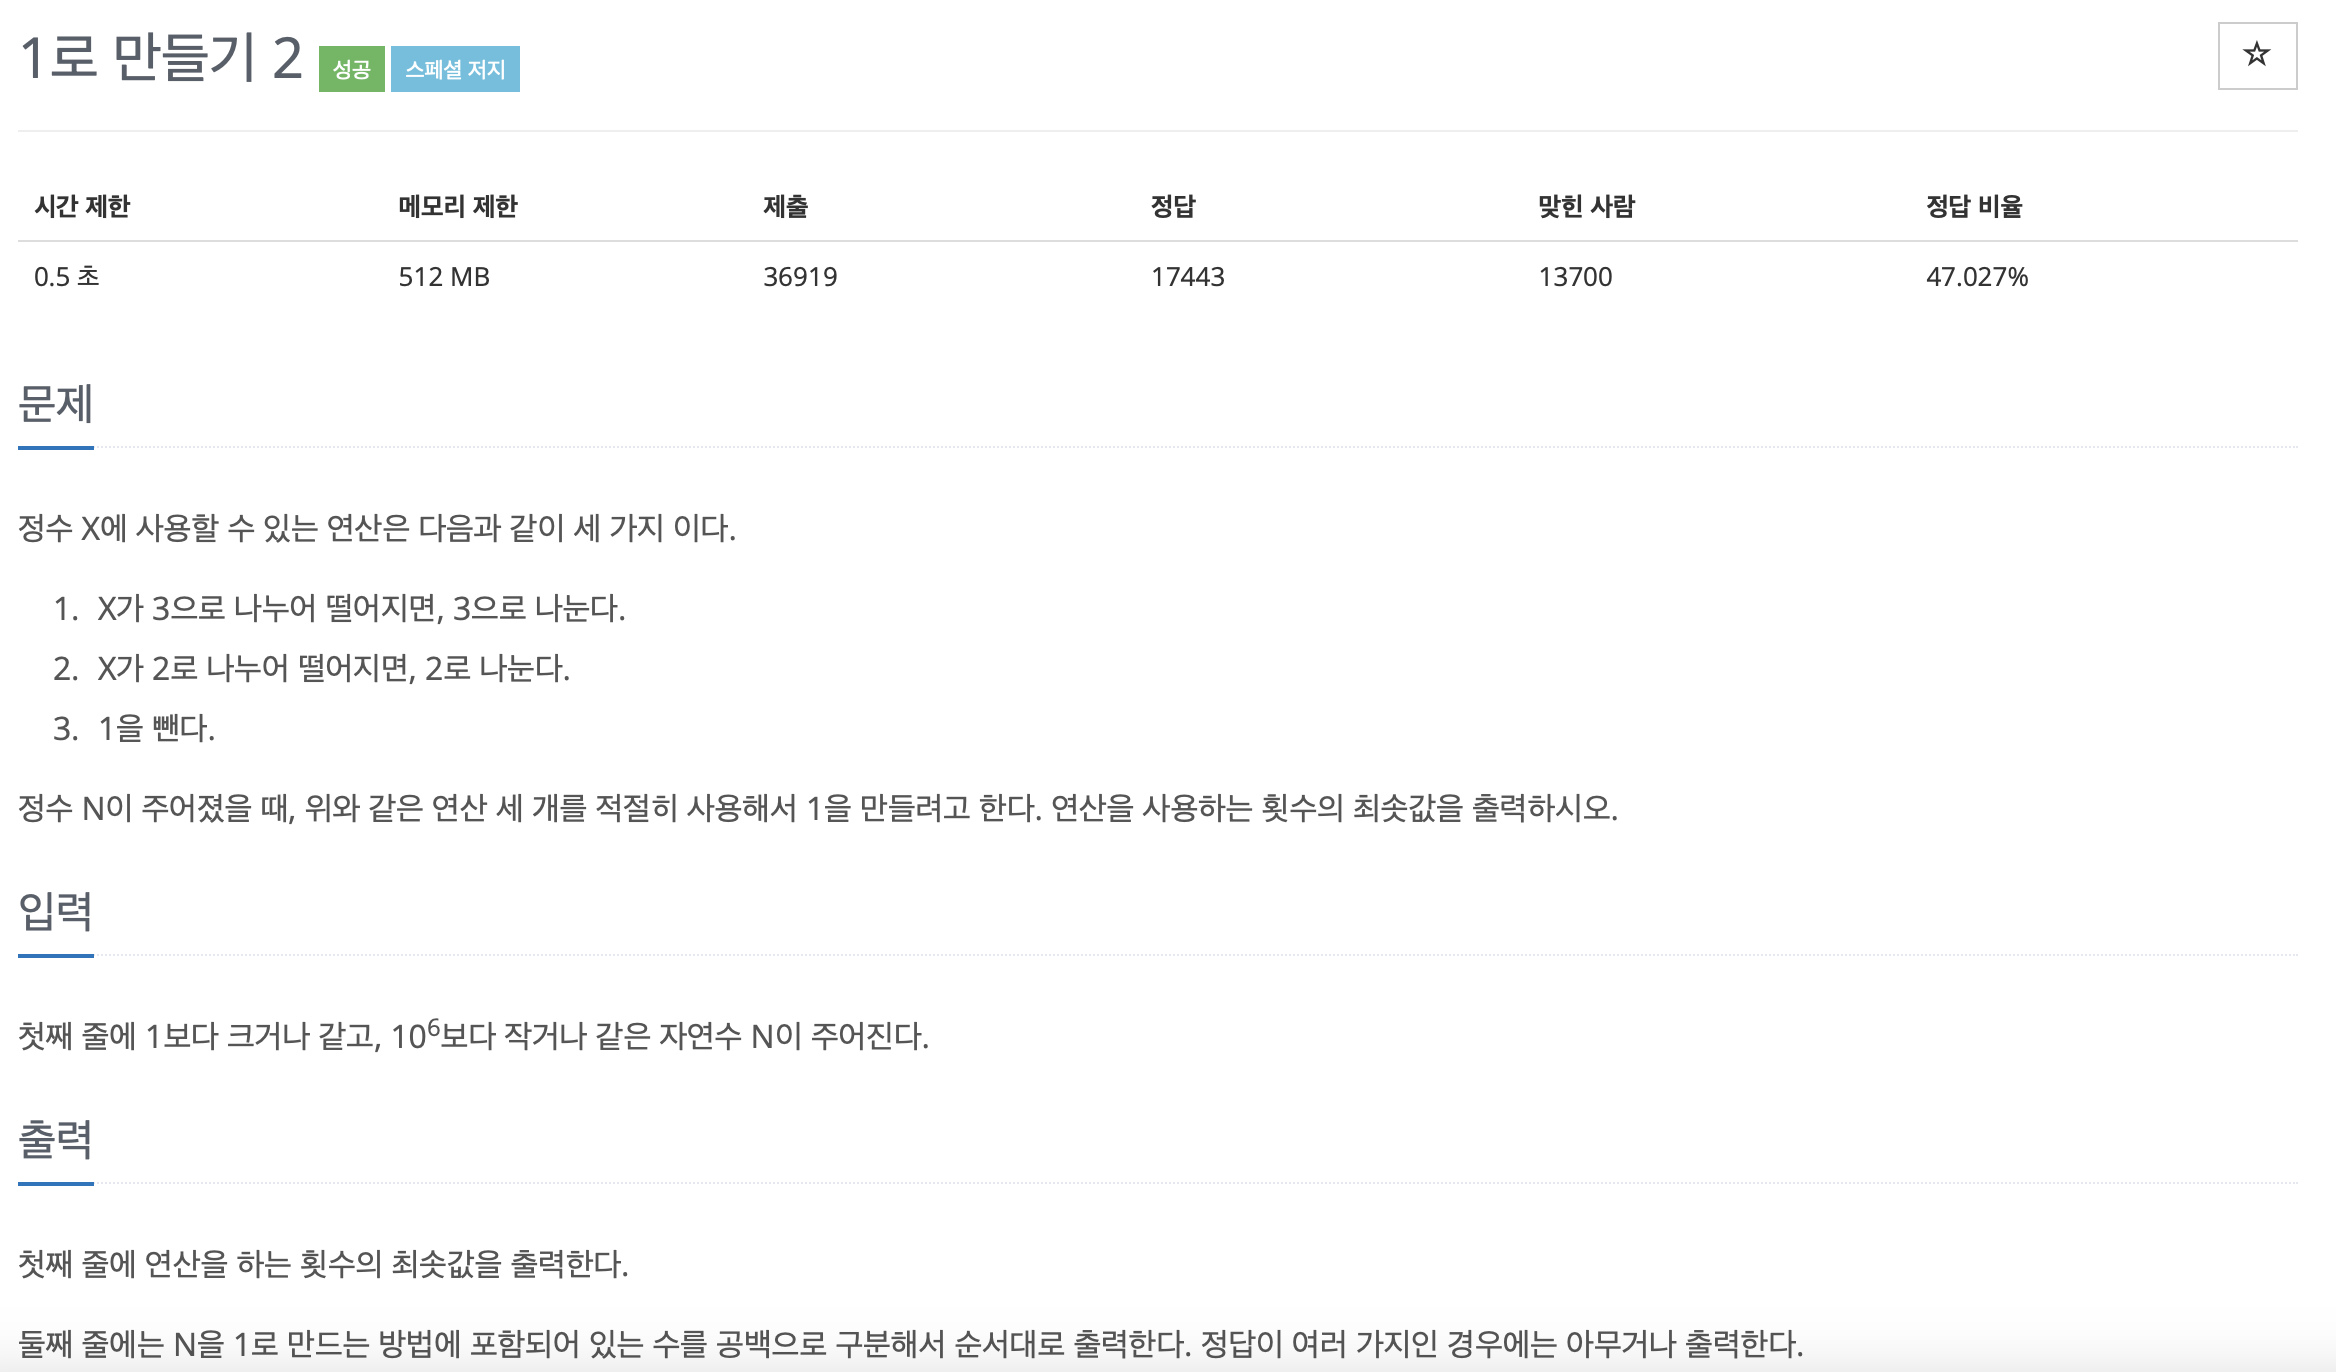 1로 만들기 2 성공 스페셜 저지
시간 제한 메모리 제한 제출 정답 맞힌 사람 정답 비율
0.5 초 512 MB 36919 17443 13700 47.027%
문제
정수 X에 사용할 수 있는 연산은 다음과 같이 세 가지 이다.
1. X가 3으로 나누어 떨어지면, 3으로 나눈다.
2. X가 2로 나누어 떨어지면, 2로 나눈다.
3. 1을 뺀다.
정수 N이 주어졌을 때, 위와 같은 연산 세 개를 적절히 사용해서 1을 만들려고 한다. 연산을 사용하는 횟수의 최솟값을 출력하시오.
입력
첫째 줄에 1보다 크거나 같고, 10⁶보다 작거나 같은 자연수 N이 주어진다.
출력
첫째 줄에 연산을 하는 횟수의 최솟값을 출력한다.
둘째 줄에는 N을 1로 만드는 방법에 포함되어 있는 수를 공백으로 구분해서 순서대로 출력한다. 정답이 여러 가지인 경우에는 아무거나 출력한다.